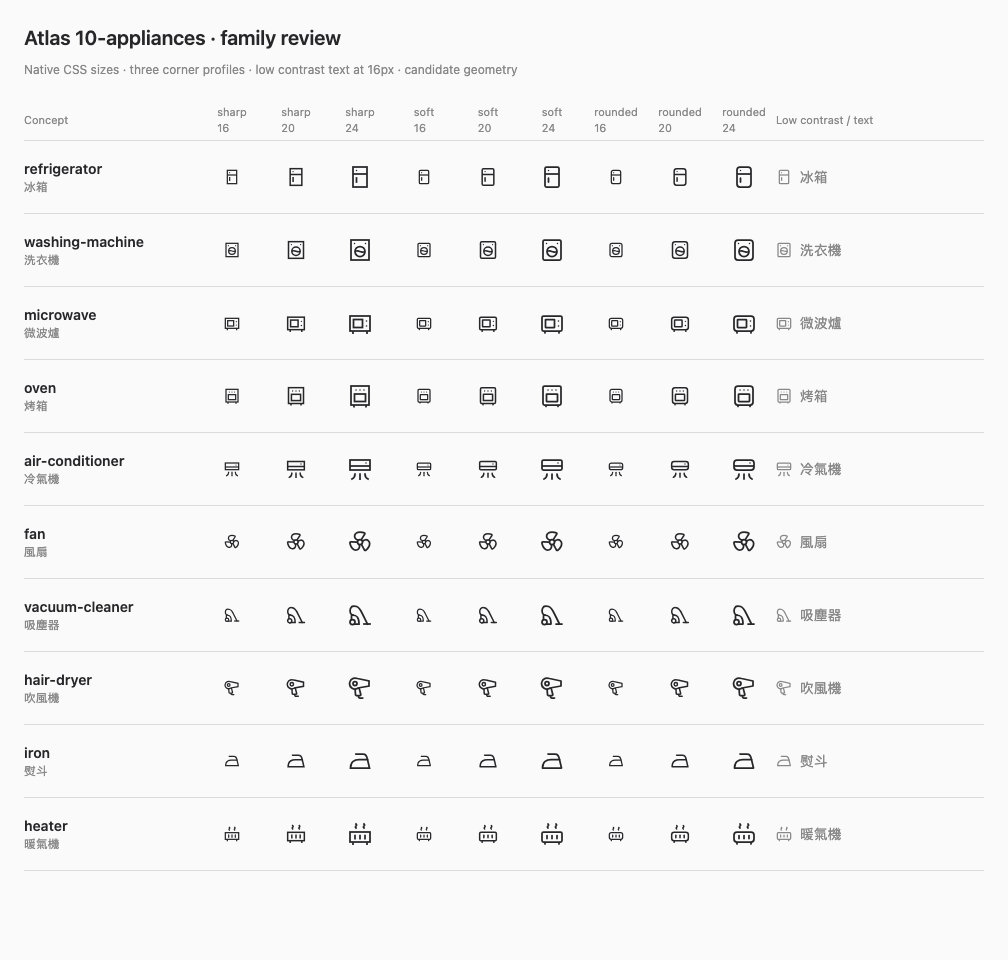 Atlas 10-appliances · family review
Native CSS sizes · three corner profiles · low contrast text at 16px · candidate geometry
Concept
sharp 16
sharp 20
sharp 24
soft 16
soft 20
soft 24
rounded 16
rounded 20
rounded 24
Low contrast / text
refrigerator
冰箱
冰箱
washing-machine
洗衣機
洗衣機
microwave
微波爐
微波爐
oven
烤箱
烤箱
air-conditioner
冷氣機
冷氣機
fan
風扇
風扇
vacuum-cleaner
吸塵器
吸塵器
hair-dryer
吹風機
吹風機
iron
熨斗
熨斗
heater
暖氣機
暖氣機